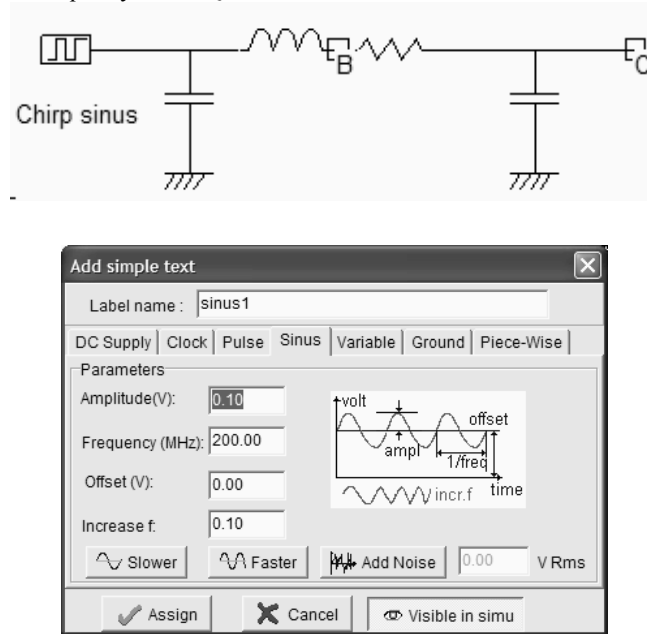 B
C
Chirp sinus
Add simple text
Label name : sinus1
DC Supply Clock Pulse Sinus Variable Ground Piece-Wise
Parameters
Amplitude(V): 0.10
Frequency (MHz): 200.00
Offset (V): 0.00
Increase f: 0.10
volt
offset
ampl
1/freq
time
incr.f
Slower Faster Add Noise 0.00 V Rms
Assign Cancel Visible in simu